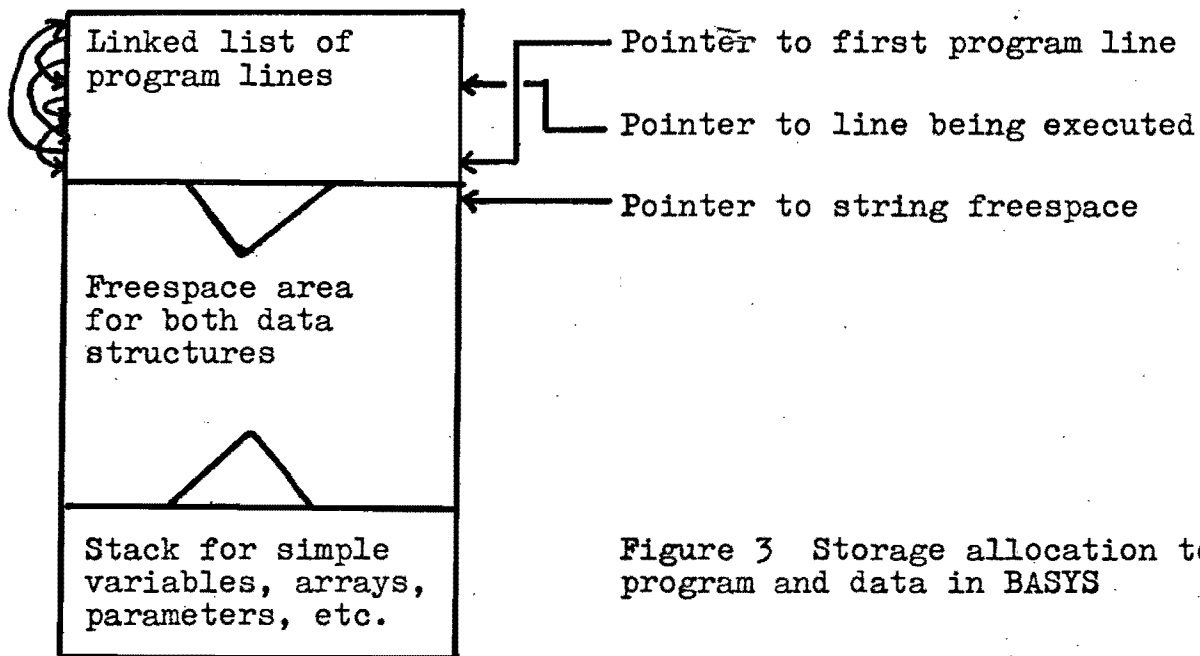 Linked list of
program lines
Pointer to first program line
Pointer to line being executed
Pointer to string freespace
Freespace area
for both data
structures
Stack for simple
variables, arrays,
parameters, etc.
Figure 3 Storage allocation to
program and data in BASYS